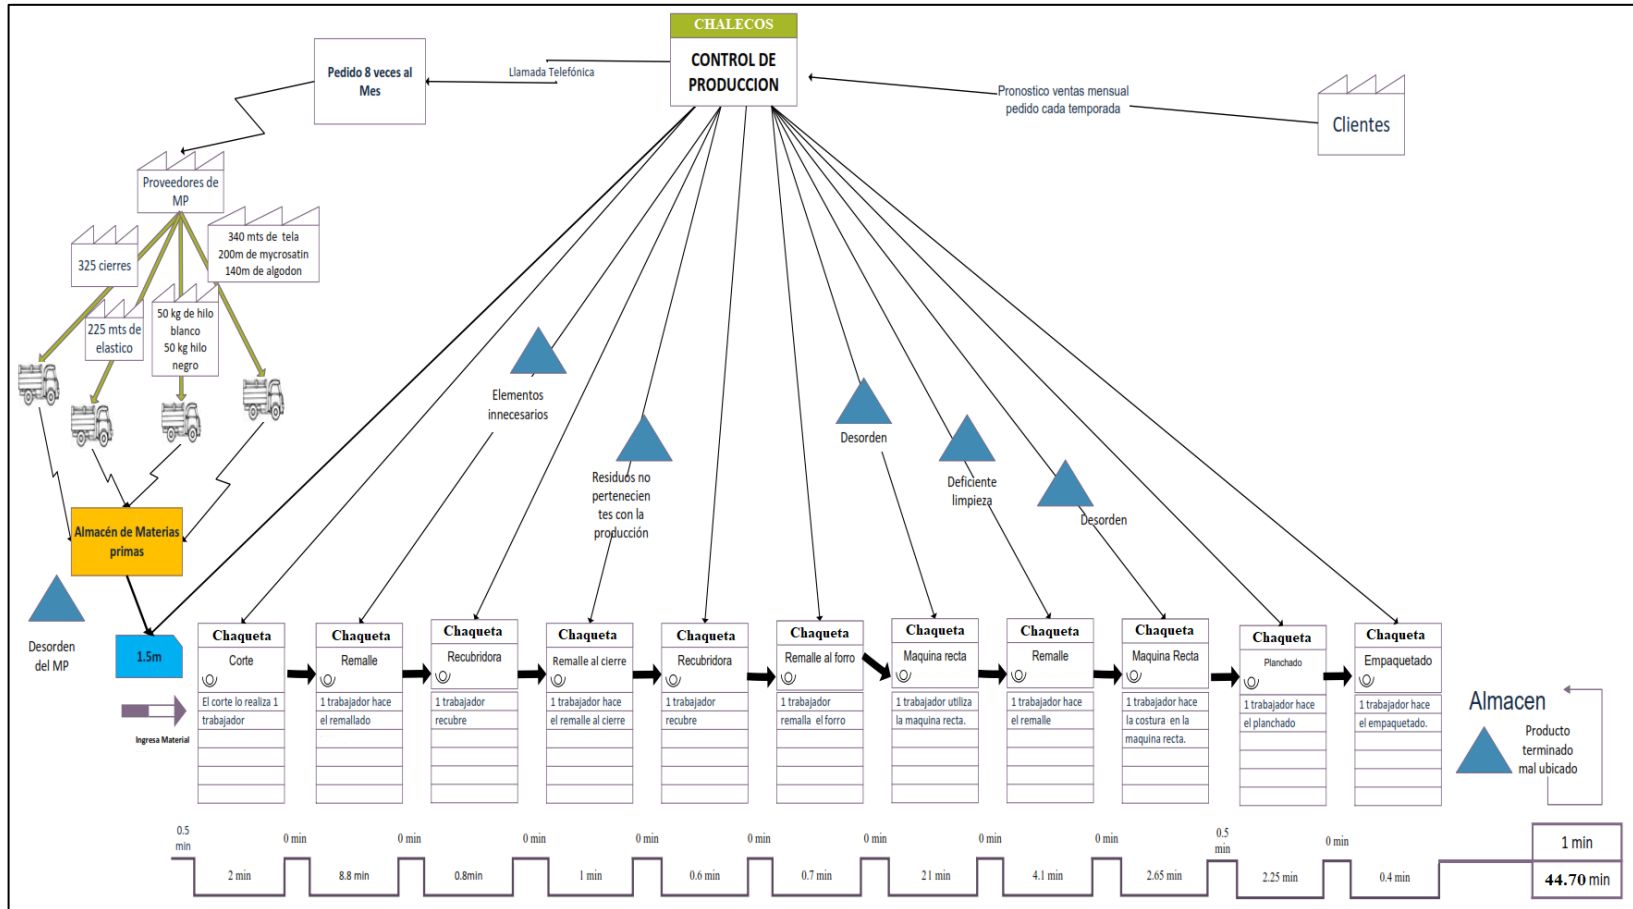 CHALECOS
CONTROL DE
PRODUCCION
Pedido 8 veces al
Mes
Llamada Telefónica
Pronostico ventas mensual
pedido cada temporada
Clientes
Proveedores de
MP
325 cierres
340 mts de tela
200m de mycrosatin
140m de algodon
225 mts de
elastico
50 kg de hilo
blanco
50 kg hilo
negro
Elementos
innecesarios
Residuos no
pertenecien
tes con la
producción
Desorden
Deficiente
limpieza
Desorden
Almacén de Materias
primas
Desorden
del MP
1.5m
Ingresa Material
Chaqueta
Corte
El corte lo realiza 1
trabajador
Chaqueta
Remalle
1 trabajador hace
el remallado
Chaqueta
Recubridora
1 trabajador
recubre
Chaqueta
Remalle al cierre
1 trabajador hace
el remalle al cierre
Chaqueta
Recubridora
1 trabajador
recubre
Chaqueta
Remalle al forro
1 trabajador
remalla el forro
Chaqueta
Maquina recta
1 trabajador utiliza
la maquina recta.
Chaqueta
Remalle
1 trabajador hace
el remalle
Chaqueta
Maquina Recta
1 trabajador hace
la costura en la
maquina recta.
Chaqueta
Planchado
1 trabajador hace
el planchado
Chaqueta
Empaquetado
1 trabajador hace
el empaquetado.
Almacen
Producto
terminado
mal ubicado
0.5
min
0 min
0 min
0 min
0 min
0 min
0 min
0 min
0 min
0.5
min
0 min
1 min
2 min
8.8 min
0.8min
1 min
0.6 min
0.7 min
21 min
4.1 min
2.65 min
2.25 min
0.4 min
44.70 min